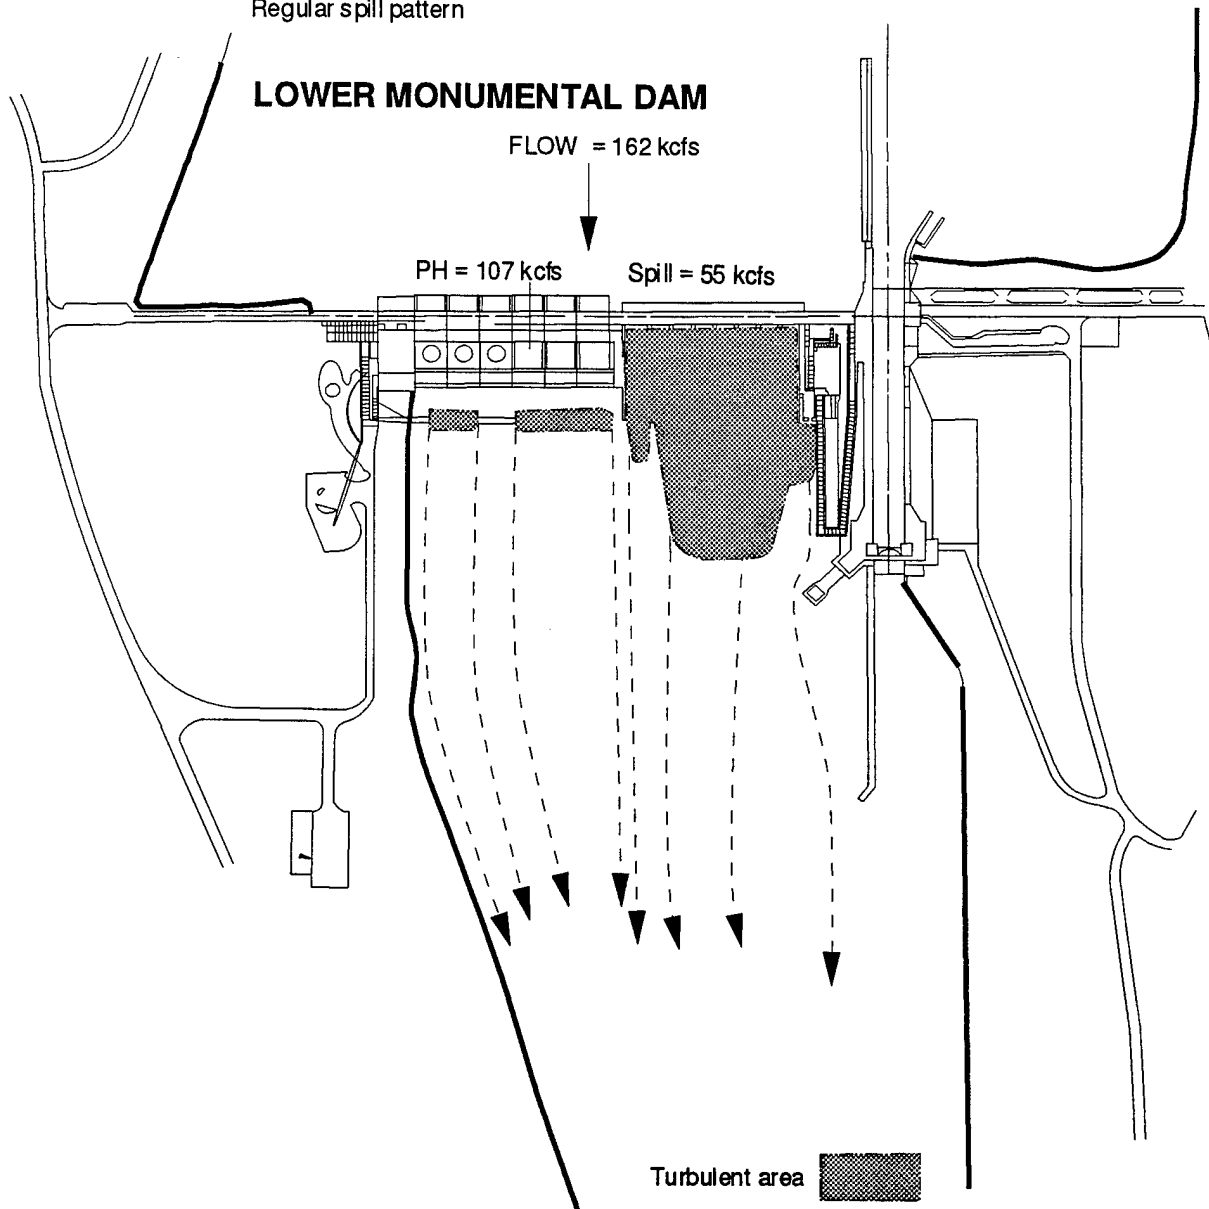 Regular spill pattern
LOWER MONUMENTAL DAM
FLOW = 162 kcfs
PH = 107 kcfs
Spill = 55 kcfs
Turbulent area